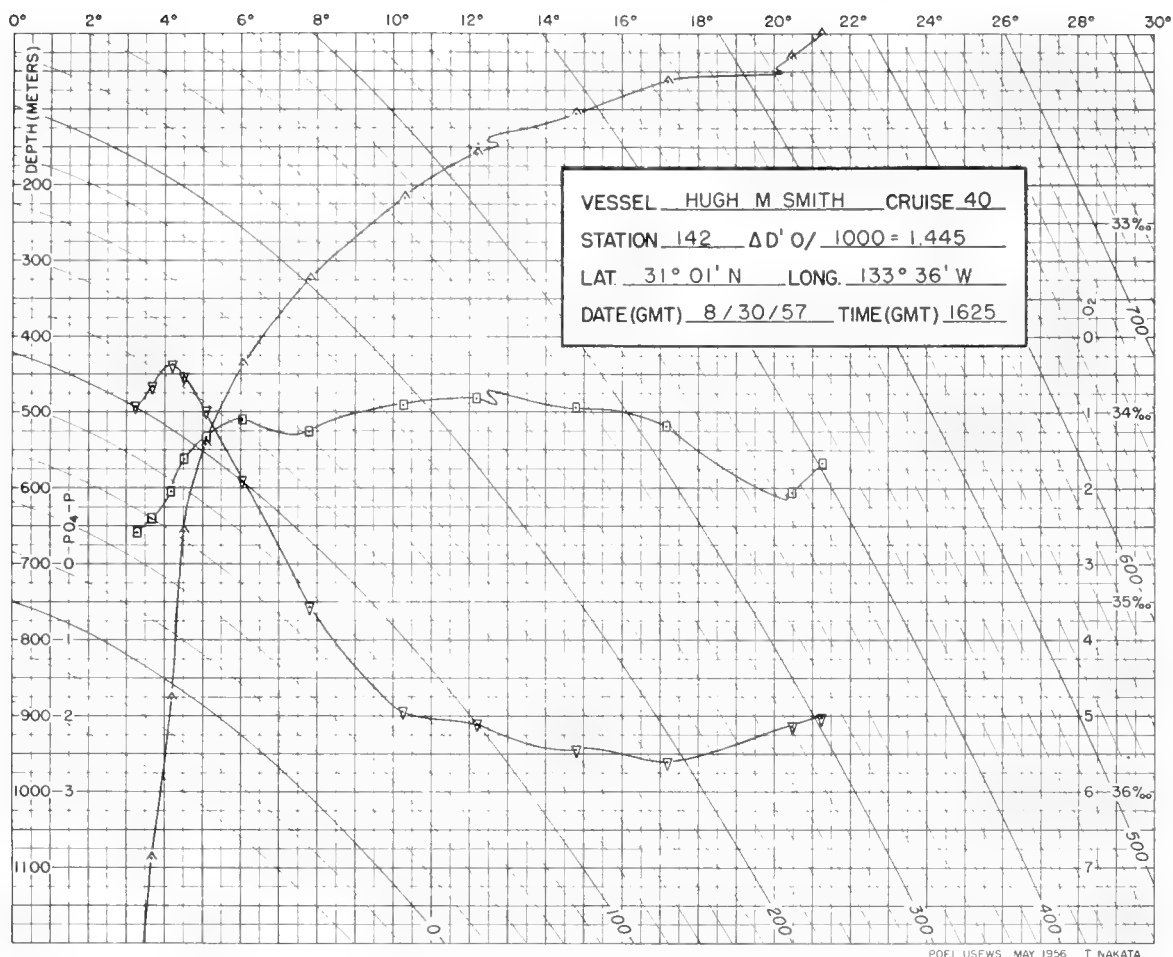 0° 2° 4° 6° 8° 10° 12° 14° 16° 18° 20° 22° 24° 26° 28° 30°
DEPTH (METERS)
200
300
400
500
600
700
800
900
1000
1100
O-PO₄-P
1
2
3
VESSEL HUGH M SMITH CRUISE 40
STATION 142 ΔD' 0/ 1000 = 1.445
LAT. 31° 01' N LONG. 133° 36' W
DATE (GMT) 8/30/57 TIME (GMT) 1625
O₂
0
1
2
3
4
5
6
7
33‰
34‰
35‰
36‰
700
600
500
0 100 200 300 400
POFI USFWS MAY 1956 T NAKATA